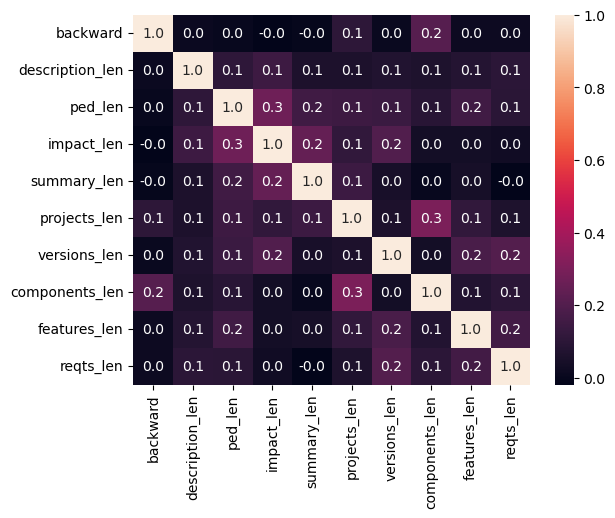 backward 1.0 0.0 0.0 -0.0 -0.0 0.1 0.0 0.2 0.0 0.0
description_len 0.0 1.0 0.1 0.1 0.1 0.1 0.1 0.1 0.1 0.1
ped_len 0.0 0.1 1.0 0.3 0.2 0.1 0.1 0.1 0.2 0.1
impact_len -0.0 0.1 0.3 1.0 0.2 0.1 0.2 0.0 0.0 0.0
summary_len -0.0 0.1 0.2 0.2 1.0 0.1 0.0 0.0 0.0 -0.0
projects_len 0.1 0.1 0.1 0.1 0.1 1.0 0.1 0.3 0.1 0.1
versions_len 0.0 0.1 0.1 0.2 0.0 0.1 1.0 0.0 0.2 0.2
components_len 0.2 0.1 0.1 0.0 0.0 0.3 0.0 1.0 0.1 0.1
features_len 0.0 0.1 0.2 0.0 0.0 0.1 0.2 0.1 1.0 0.2
reqts_len 0.0 0.1 0.1 0.0 -0.0 0.1 0.2 0.1 0.2 1.0
backward
description_len
ped_len
impact_len
summary_len
projects_len
versions_len
components_len
features_len
reqts_len
1.0
0.8
0.6
0.4
0.2
0.0